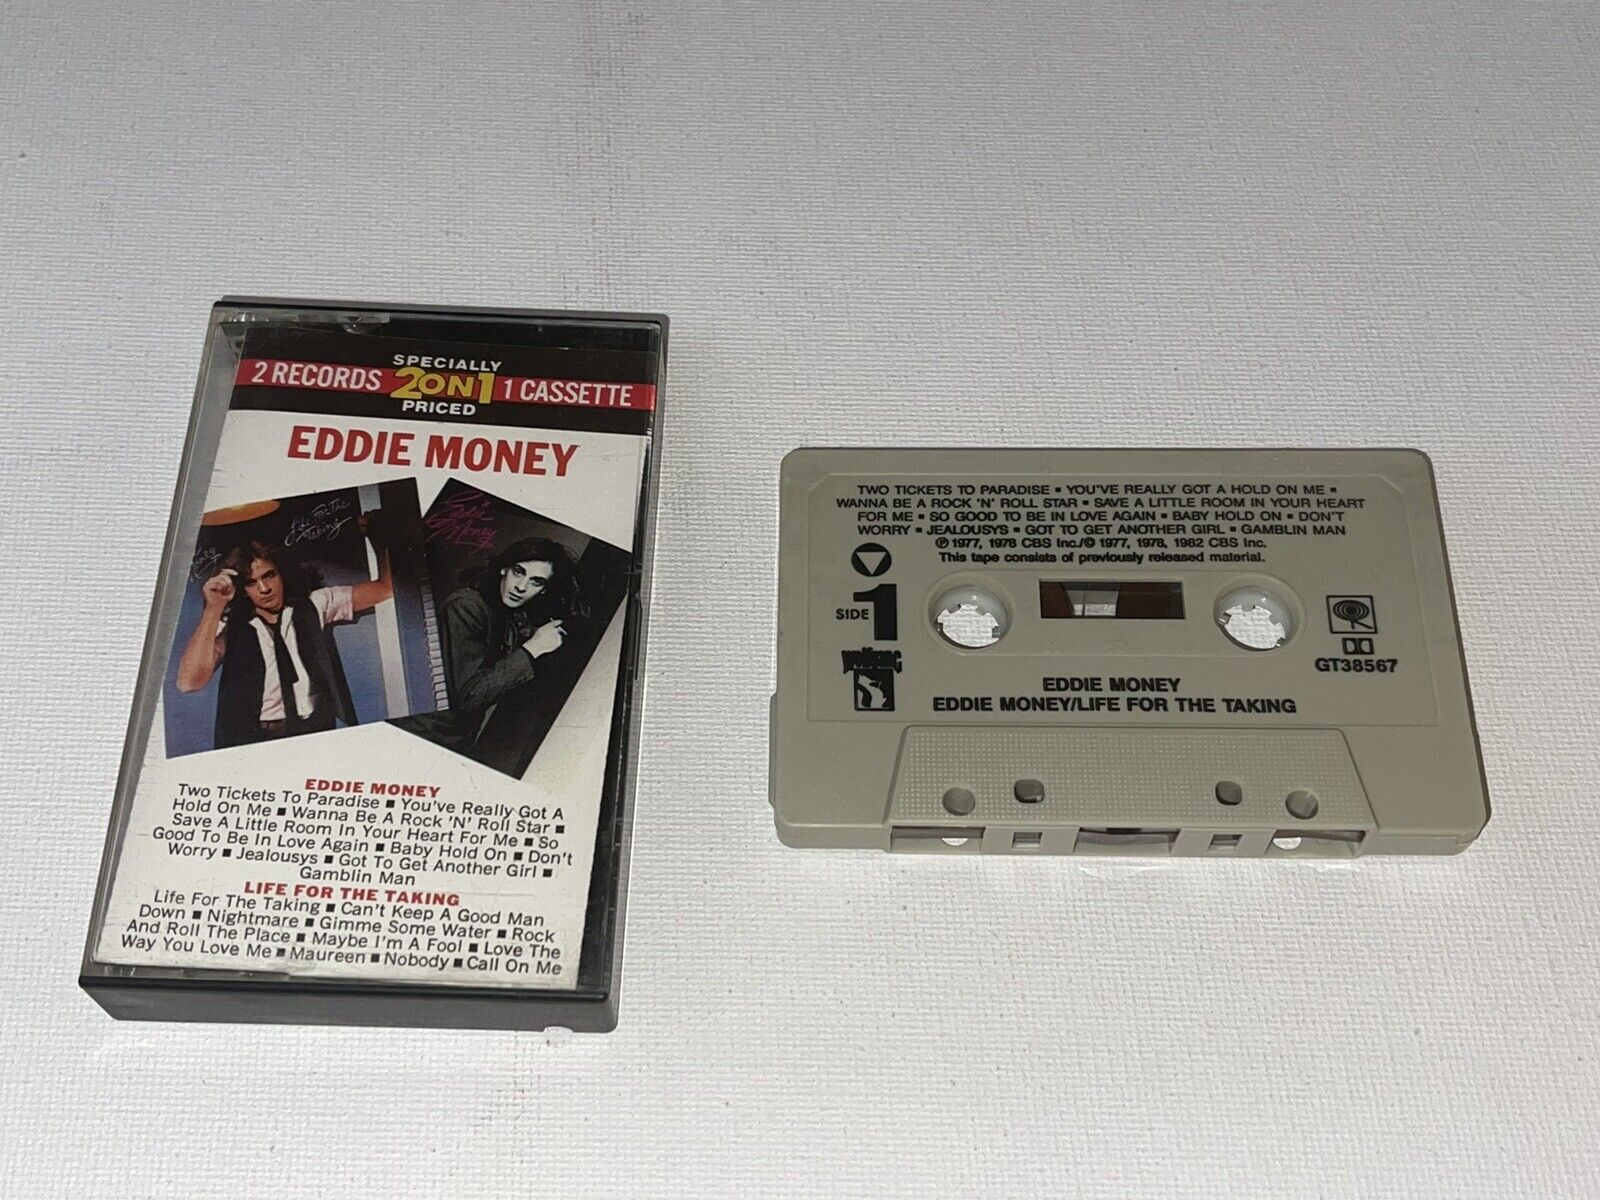 SPECIALLY
2 RECORDS 2ON1 1 CASSETTE
PRICED
EDDIE MONEY
Life For The
Taking
Money
Eddie
Money
EDDIE MONEY
Two Tickets To Paradise ■ You've Really Got A
Hold On Me ■ Wanna Be A Rock 'N' Roll Star ■
Save A Little Room In Your Heart For Me ■ So
Good To Be In Love Again ■ Baby Hold On ■ Don't
Worry ■ Jealousys ■ Got To Get Another Girl ■
Gamblin Man
LIFE FOR THE TAKING
Life For The Taking ■ Can't Keep A Good Man
Down ■ Nightmare ■ Gimme Some Water ■ Rock
And Roll The Place ■ Maybe I'm A Fool ■ Love The
Way You Love Me ■ Maureen ■ Nobody ■ Call On Me
TWO TICKETS TO PARADISE ▪ YOU'VE REALLY GOT A HOLD ON ME ▪
WANNA BE A ROCK 'N' ROLL STAR ▪ SAVE A LITTLE ROOM IN YOUR HEART
FOR ME ▪ SO GOOD TO BE IN LOVE AGAIN ▪ BABY HOLD ON ▪ DON'T
WORRY ▪ JEALOUSYS ▪ GOT TO GET ANOTHER GIRL ▪ GAMBLIN MAN
℗ 1977, 1978 CBS Inc./© 1977, 1978, 1982 CBS Inc.
This tape consists of previously released material.
SIDE 1
wolfgang
GT38567
EDDIE MONEY
EDDIE MONEY/LIFE FOR THE TAKING